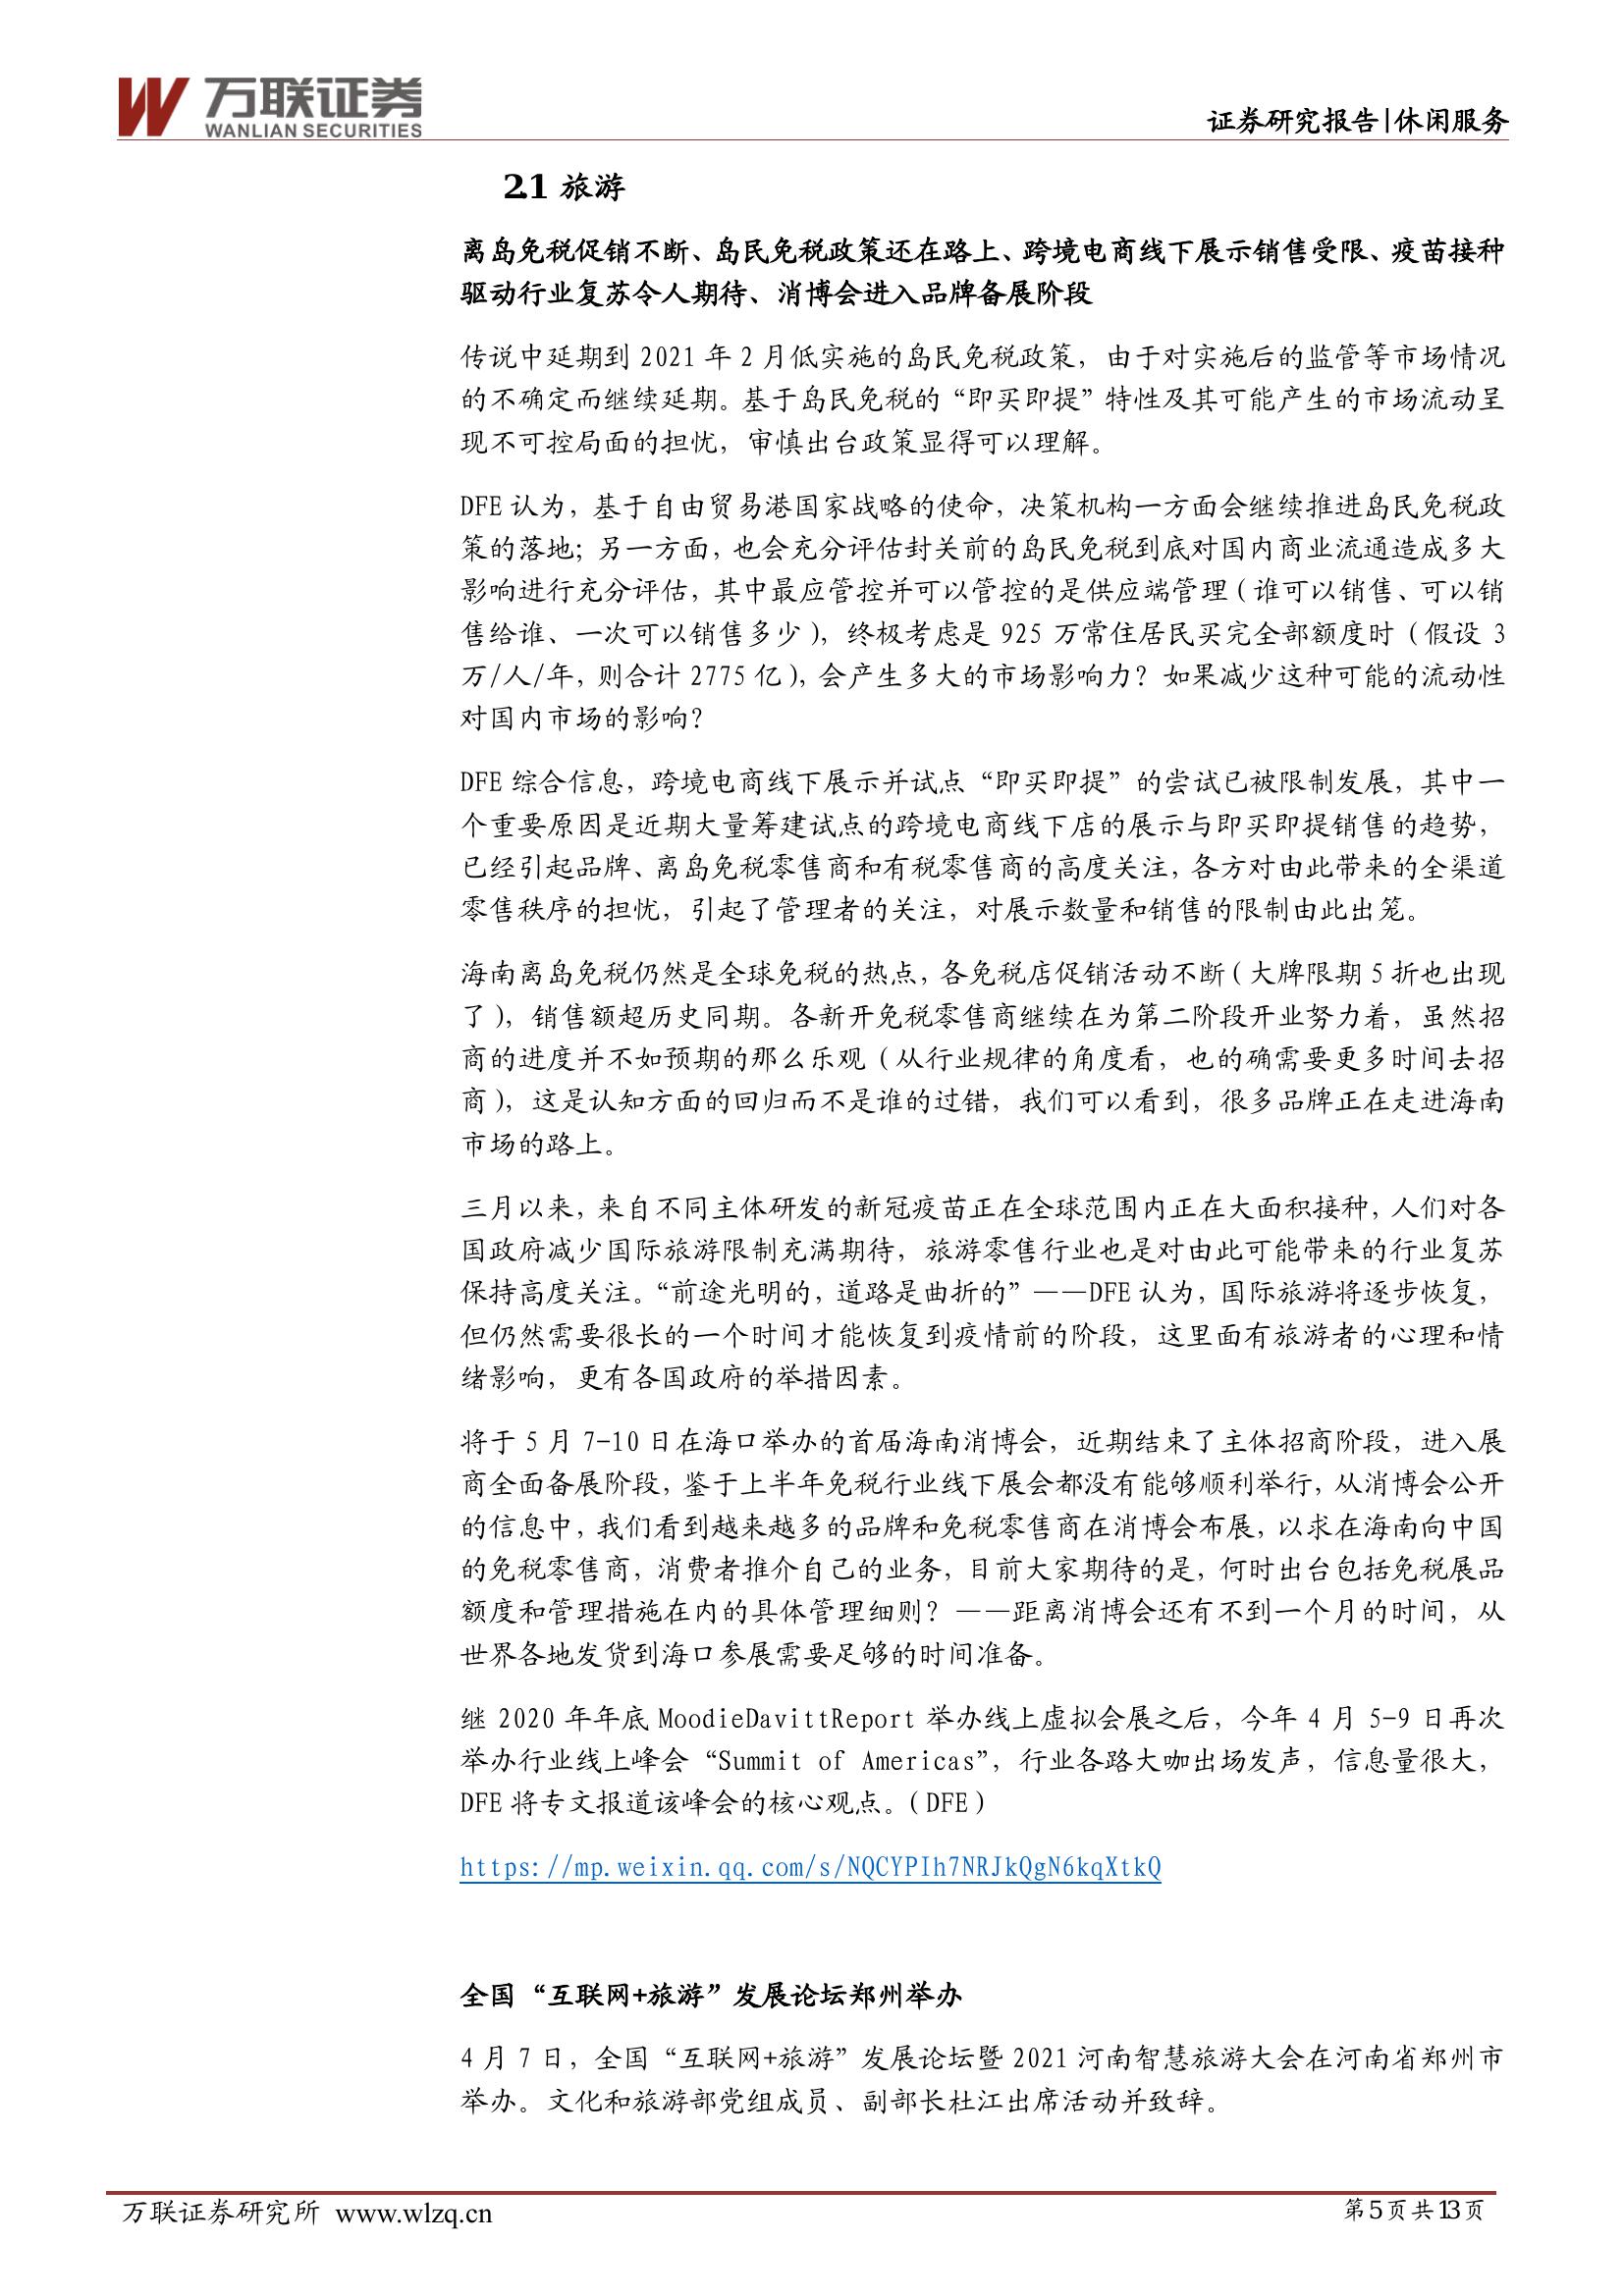 万联证券
WANLIAN SECURITIES
证券研究报告|休闲服务
2.1 旅游
离岛免税促销不断、岛民免税政策还在路上、跨境电商线下展示销售受限、疫苗接种
驱动行业复苏令人期待、消博会进入品牌备展阶段
传说中延期到 2021 年 2 月低实施的岛民免税政策，由于对实施后的监管等市场情况
的不确定而继续延期。基于岛民免税的“即买即提”特性及其可能产生的市场流动呈
现不可控局面的担忧，审慎出台政策显得可以理解。
DFE 认为，基于自由贸易港国家战略的使命，决策机构一方面会继续推进岛民免税政
策的落地；另一方面，也会充分评估封关前的岛民免税到底对国内商业流通造成多大
影响进行充分评估，其中最应管控并可以管控的是供应端管理（谁可以销售、可以销
售给谁、一次可以销售多少），终极考虑是 925 万常住居民买完全部额度时（假设 3
万/人/年，则合计 2775 亿），会产生多大的市场影响力？如果减少这种可能的流动性
对国内市场的影响？
DFE 综合信息，跨境电商线下展示并试点“即买即提”的尝试已被限制发展，其中一
个重要原因是近期大量筹建试点的跨境电商线下店的展示与即买即提销售的趋势，
已经引起品牌、离岛免税零售商和有税零售商的高度关注，各方对由此带来的全渠道
零售秩序的担忧，引起了管理者的关注，对展示数量和销售的限制由此出笼。
海南离岛免税仍然是全球免税的热点，各免税店促销活动不断（大牌限期 5 折也出现
了），销售额超历史同期。各新开免税零售商继续在为第二阶段开业努力着，虽然招
商的进度并不如预期的那么乐观（从行业规律的角度看，也的确需要更多时间去招
商），这是认知方面的回归而不是谁的过错，我们可以看到，很多品牌正在走进海南
市场的路上。
三月以来，来自不同主体研发的新冠疫苗正在全球范围内正在大面积接种，人们对各
国政府减少国际旅游限制充满期待，旅游零售行业也是对由此可能带来的行业复苏
保持高度关注。“前途光明的，道路是曲折的”——DFE 认为，国际旅游将逐步恢复，
但仍然需要很长的一个时间才能恢复到疫情前的阶段，这里面有旅游者的心理和情
绪影响，更有各国政府的举措因素。
将于 5 月 7-10 日在海口举办的首届海南消博会，近期结束了主体招商阶段，进入展
商全面备展阶段，鉴于上半年免税行业线下展会都没有能够顺利举行，从消博会公开
的信息中，我们看到越来越多的品牌和免税零售商在消博会布展，以求在海南向中国
的免税零售商，消费者推介自己的业务，目前大家期待的是，何时出台包括免税展品
额度和管理措施在内的具体管理细则？——距离消博会还有不到一个月的时间，从
世界各地发货到海口参展需要足够的时间准备。
继 2020 年年底 MoodieDavittReport 举办线上虚拟会展之后，今年 4 月 5-9 日再次
举办行业线上峰会“Summit of Americas”，行业各路大咖出场发声，信息量很大，
DFE 将专文报道该峰会的核心观点。（DFE）
https://mp.weixin.qq.com/s/NQCYPIh7NRJkQgN6kqXtkQ
全国“互联网+旅游”发展论坛郑州举办
4 月 7 日，全国“互联网+旅游”发展论坛暨 2021 河南智慧旅游大会在河南省郑州市
举办。文化和旅游部党组成员、副部长杜江出席活动并致辞。
万联证券研究所 www.wlzq.cn
第 5 页 共 13 页